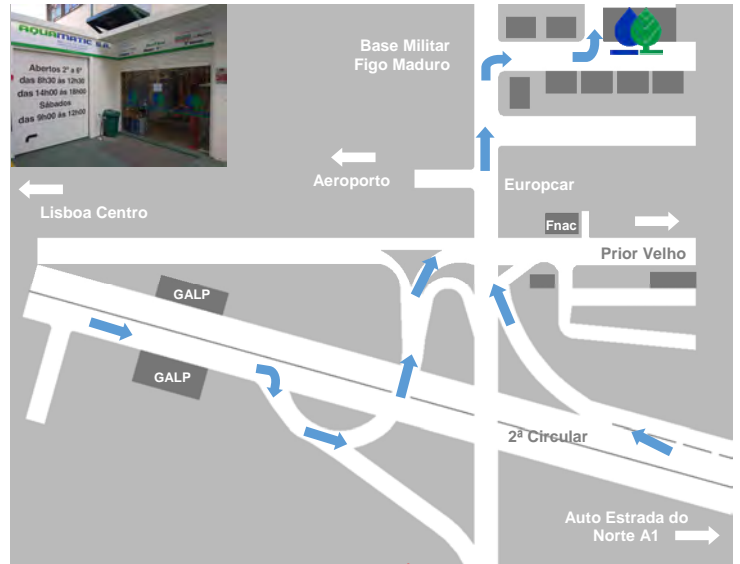 AQUAMATIC S.A.
Abertos 2ª a 6ª
das 8h30 às 12h30
das 14h00 às 18h00
Sábados
das 9h00 às 12h00
Base Militar
Figo Maduro
Aeroporto
Europcar
Lisboa Centro
Fnac
Prior Velho
GALP
GALP
2ª Circular
Auto Estrada do
Norte A1